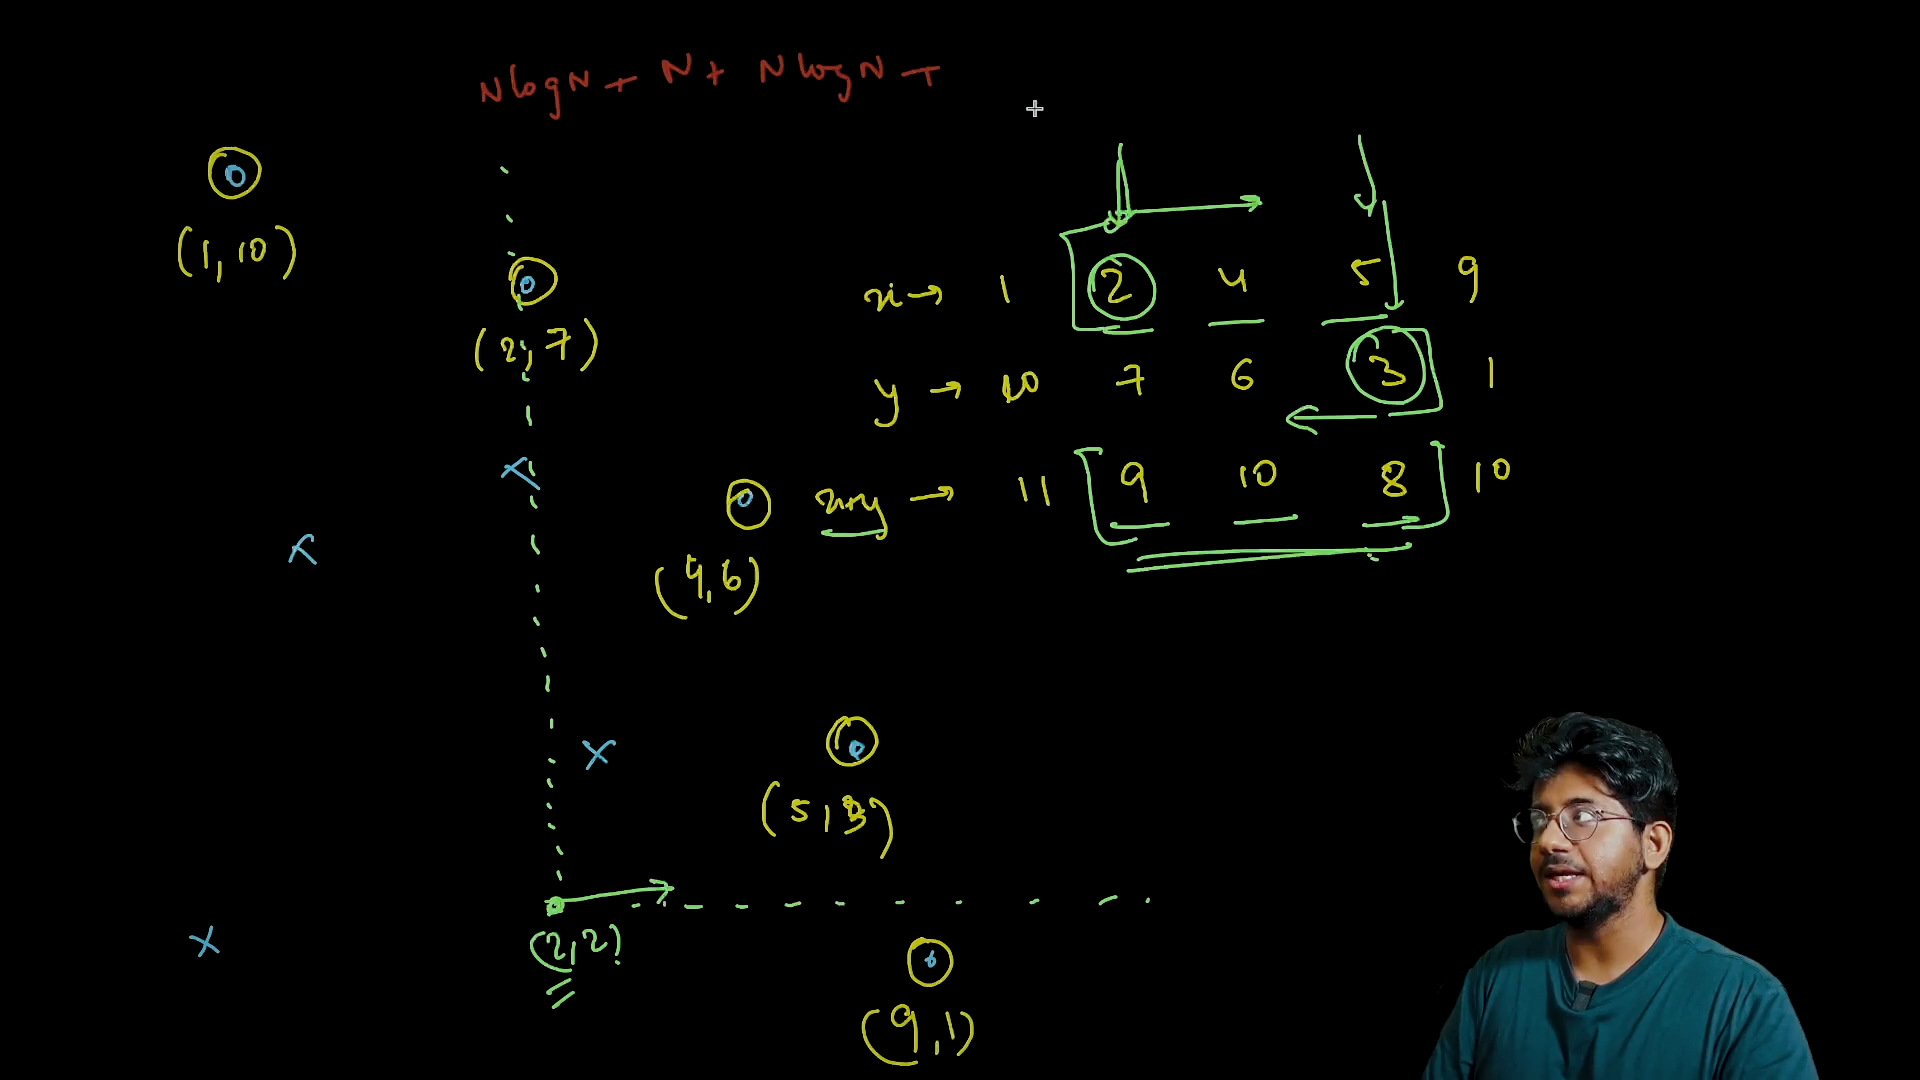 NlogN + N + NlogN +
(1, 10)
(2, 7)
xi → 1 2 4 5 9
y → 10 7 6 3 1
x+y → 11 9 10 8 10
(4, 6)
(5, 3)
(2, 2)
(9, 1)